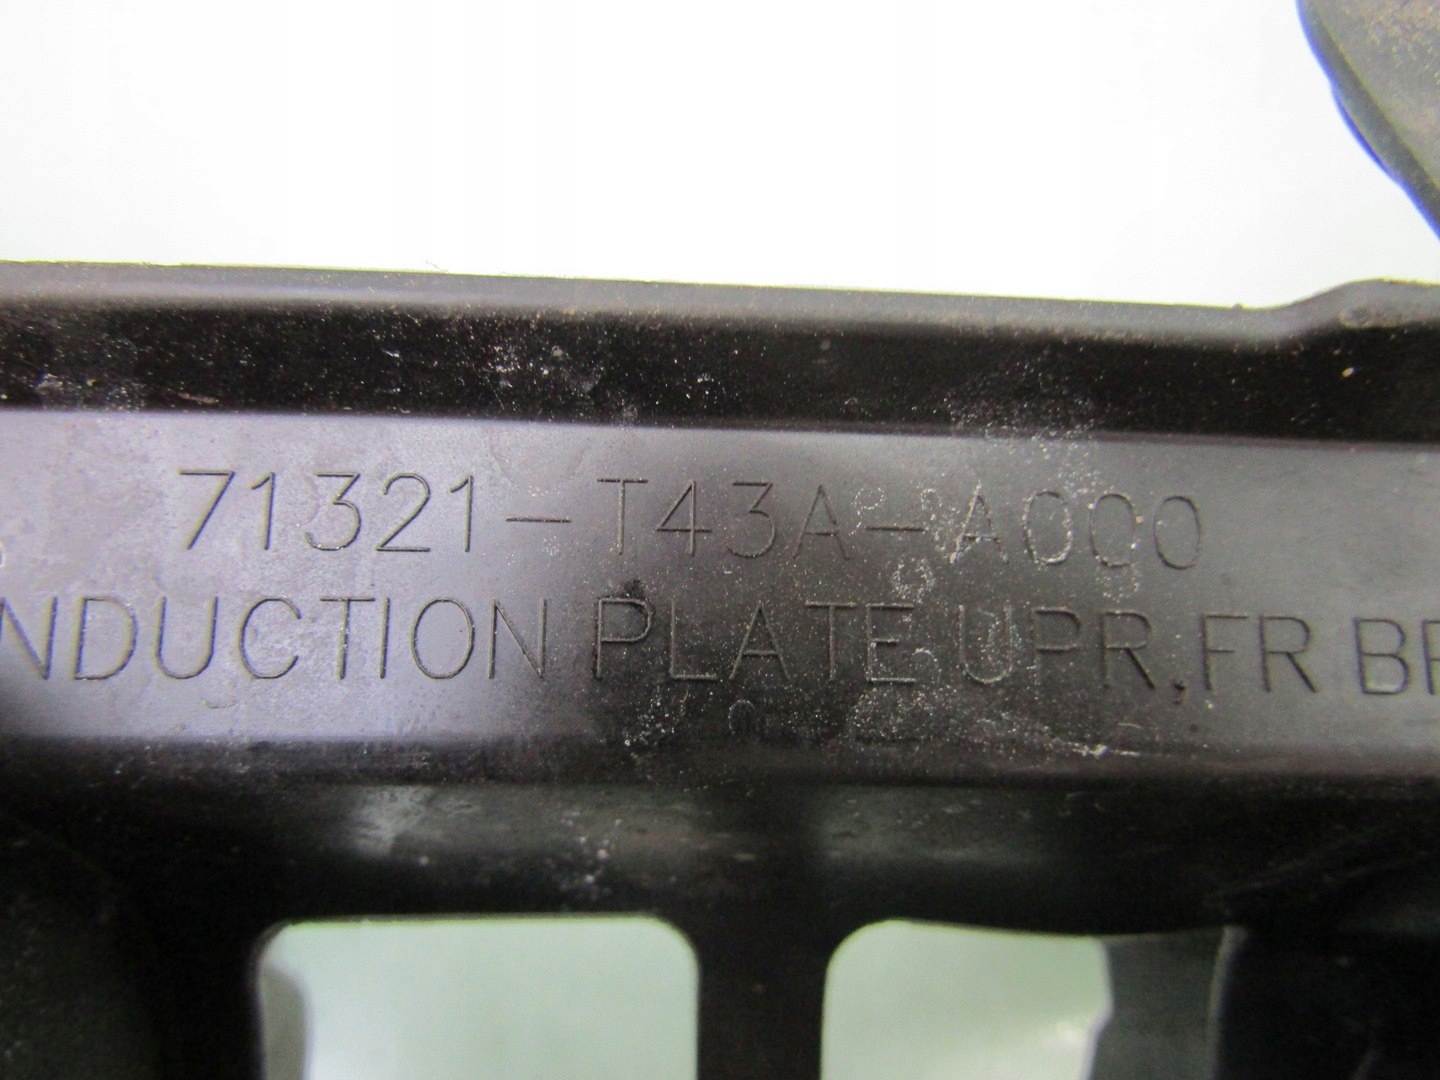 71321-T43A-A000
NDUCTION PLATE UPR,FR